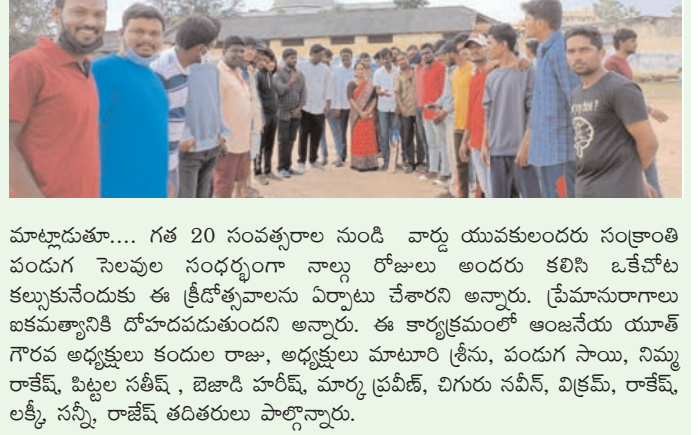 మాట్లాడుతూ.... గత 20 సంవత్సరాల నుండి వార్డు యువకులందరు సంక్రాంతి
పండుగ సెలవుల సంధర్భంగా నాల్గు రోజులు అందరు కలిసి ఒకేచోట
కల్సుకునేందుకు ఈ క్రీడోత్సవాలను ఏర్పాటు చేశారని అన్నారు. ప్రేమానురాగాలు
ఐకమత్యానికి దోహదపడుతుందని అన్నారు. ఈ కార్యక్రమంలో ఆంజనేయ యూత్
గౌరవ అధ్యక్షులు కందుల రాజు, అధ్యక్షులు మాటూరి శ్రీను, పండుగ సాయి, నిమ్మ
రాకేష్, పిట్టల సతీష్ , బెజాడి హరీష్, మార్క ప్రవీణ్, చిగురు నవీన్, విక్రమ్, రాకేష్,
లక్కీ, సన్నీ, రాజేష్ తదితరులు పాల్గొన్నారు.